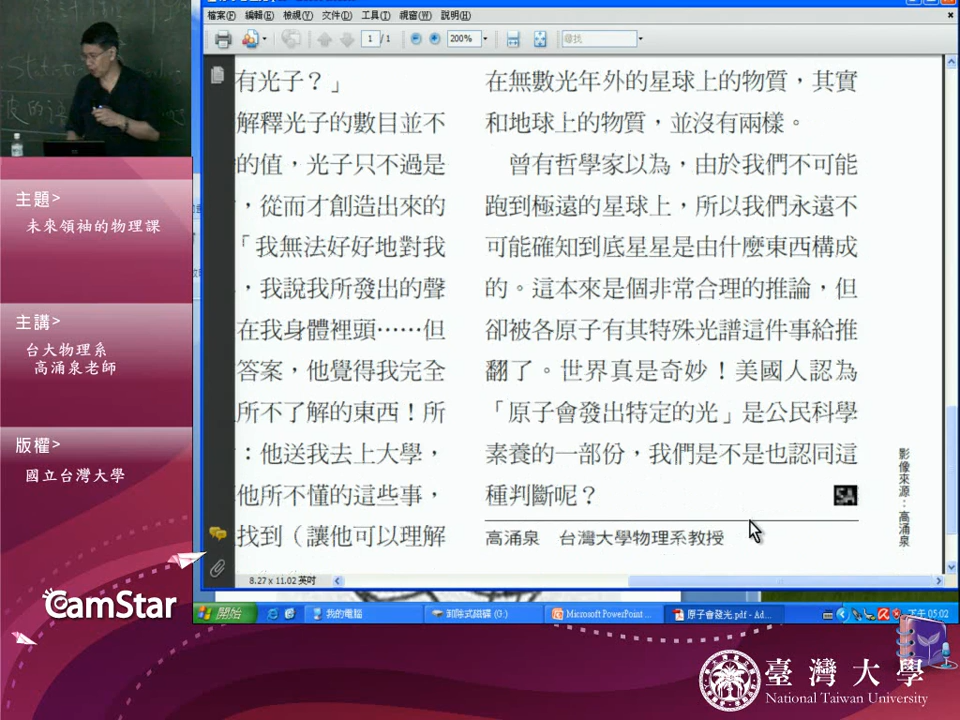 檔案(F) 編輯(E) 檢視(V) 文件(D) 工具(T) 視窗(W) 說明(H)
1 / 1
200%
尋找
有光子？」
解釋光子的數目並不
的值，光子只不過是
，從而才創造出來的
「我無法好好地對我
，我說我所發出的聲
在我身體裡頭……但
答案，他覺得我完全
所不了解的東西！所
：他送我去上大學，
他所不懂的這些事，
找到（讓他可以理解
在無數光年外的星球上的物質，其實
和地球上的物質，並沒有兩樣。
曾有哲學家以為，由於我們不可能
跑到極遠的星球上，所以我們永遠不
可能確知到底星星是由什麼東西構成
的。這本來是個非常合理的推論，但
卻被各原子有其特殊光譜這件事給推
翻了。世界真是奇妙！美國人認為
「原子會發出特定的光」是公民科學
素養的一部份，我們是不是也認同這
種判斷呢？
SA
高涌泉 台灣大學物理系教授
影像來源：高涌泉
8.27 x 11.02 英吋
開始
我的電腦
卸除式磁碟 (G:)
Microsoft PowerPoint ...
原子會發光.pdf - Ad...
下午 05:02
主題>
未來領袖的物理課
主講>
台大物理系
高涌泉老師
版權>
國立台灣大學
CamStar
臺灣大學
National Taiwan University